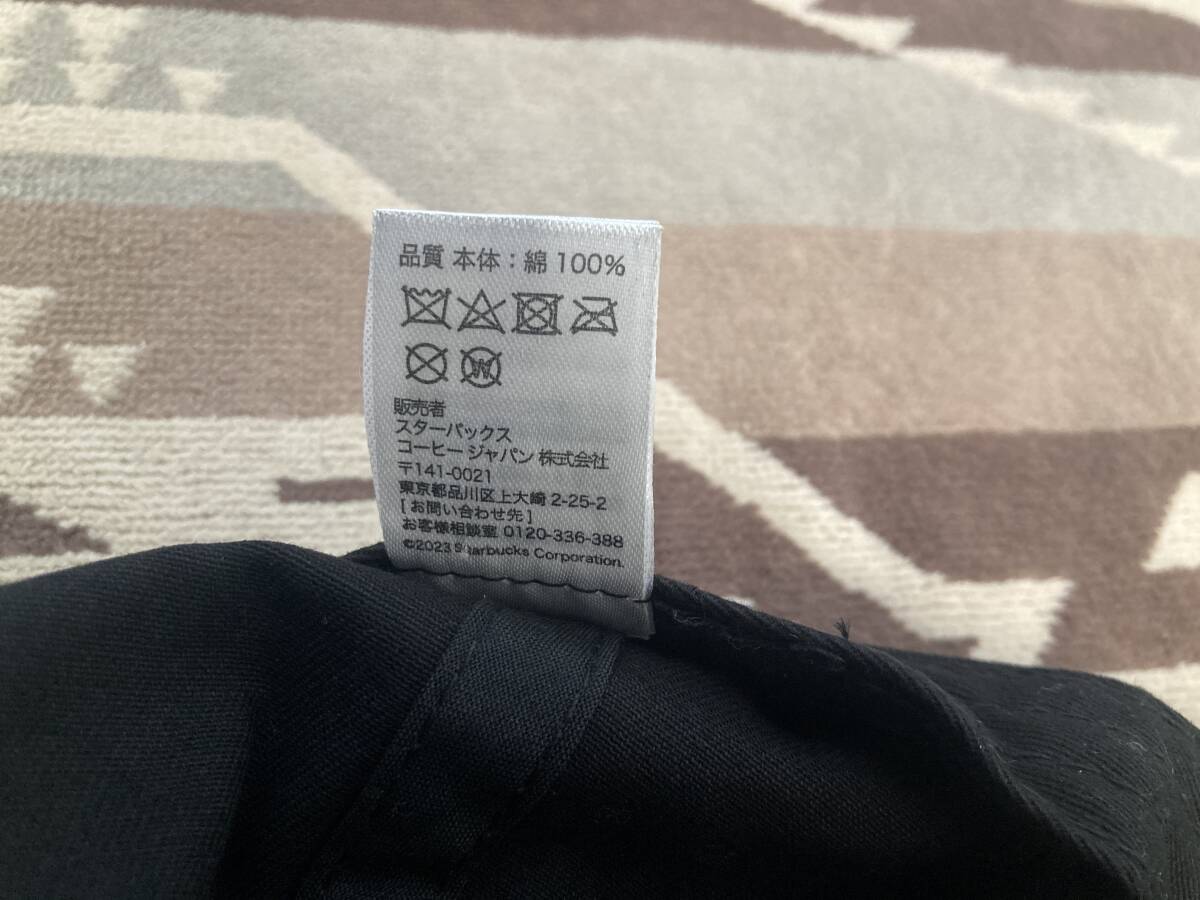 品質 本体：綿 100%
W
販売者
スターバックス
コーヒー ジャパン 株式会社
〒141-0021
東京都品川区上大崎 2-25-2
[ お問い合わせ先 ]
お客様相談室 0120-336-388
©2023 Starbucks Corporation.